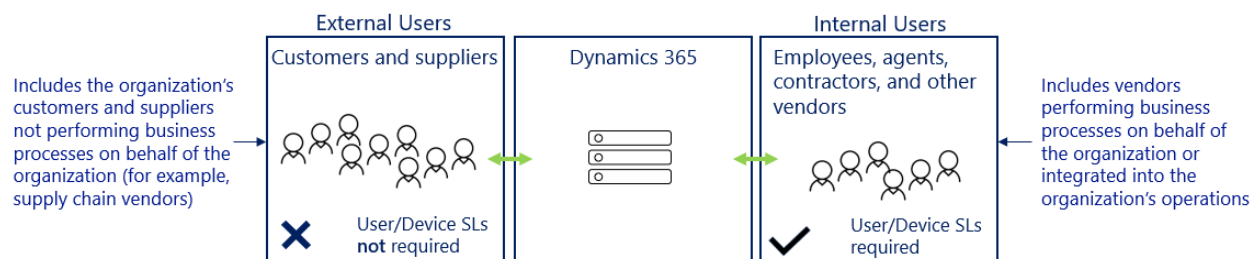 External Users
Internal Users
Includes the organization's
customers and suppliers
not performing business
processes on behalf of the
organization (for example,
supply chain vendors)
Customers and suppliers
User/Device SLs
not required
Dynamics 365
Employees, agents,
contractors, and other
vendors
User/Device SLs
required
Includes vendors
performing business
processes on behalf of
the organization or
integrated into the
organization's operations